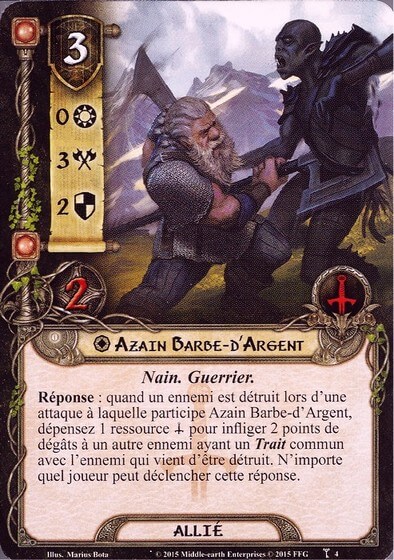 3
0
3
2
2
Azain Barbe-d'Argent
Nain. Guerrier.
Réponse : quand un ennemi est détruit lors d'une
attaque à laquelle participe Azain Barbe-d'Argent,
dépensez 1 ressource pour infliger 2 points de
dégâts à un autre ennemi ayant un Trait commun
avec l'ennemi qui vient d'être détruit. N'importe
quel joueur peut déclencher cette réponse.
ALLIÉ
Illus. Marius Bota © 2015 Middle-earth Enterprises © 2015 FFG 4